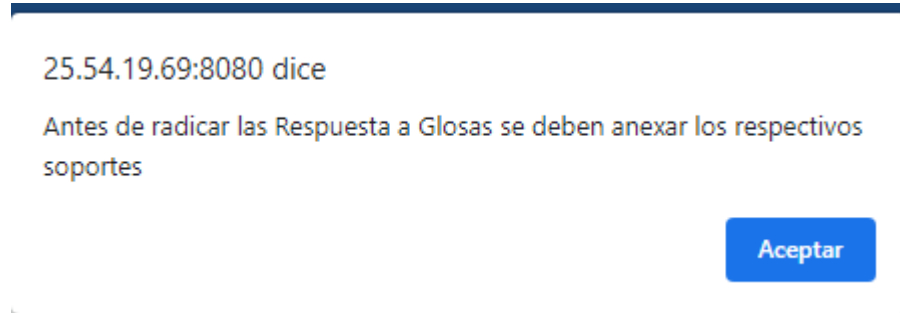 25.54.19.69:8080 dice
Antes de radicar las Respuesta a Glosas se deben anexar los respectivos
soportes
Aceptar